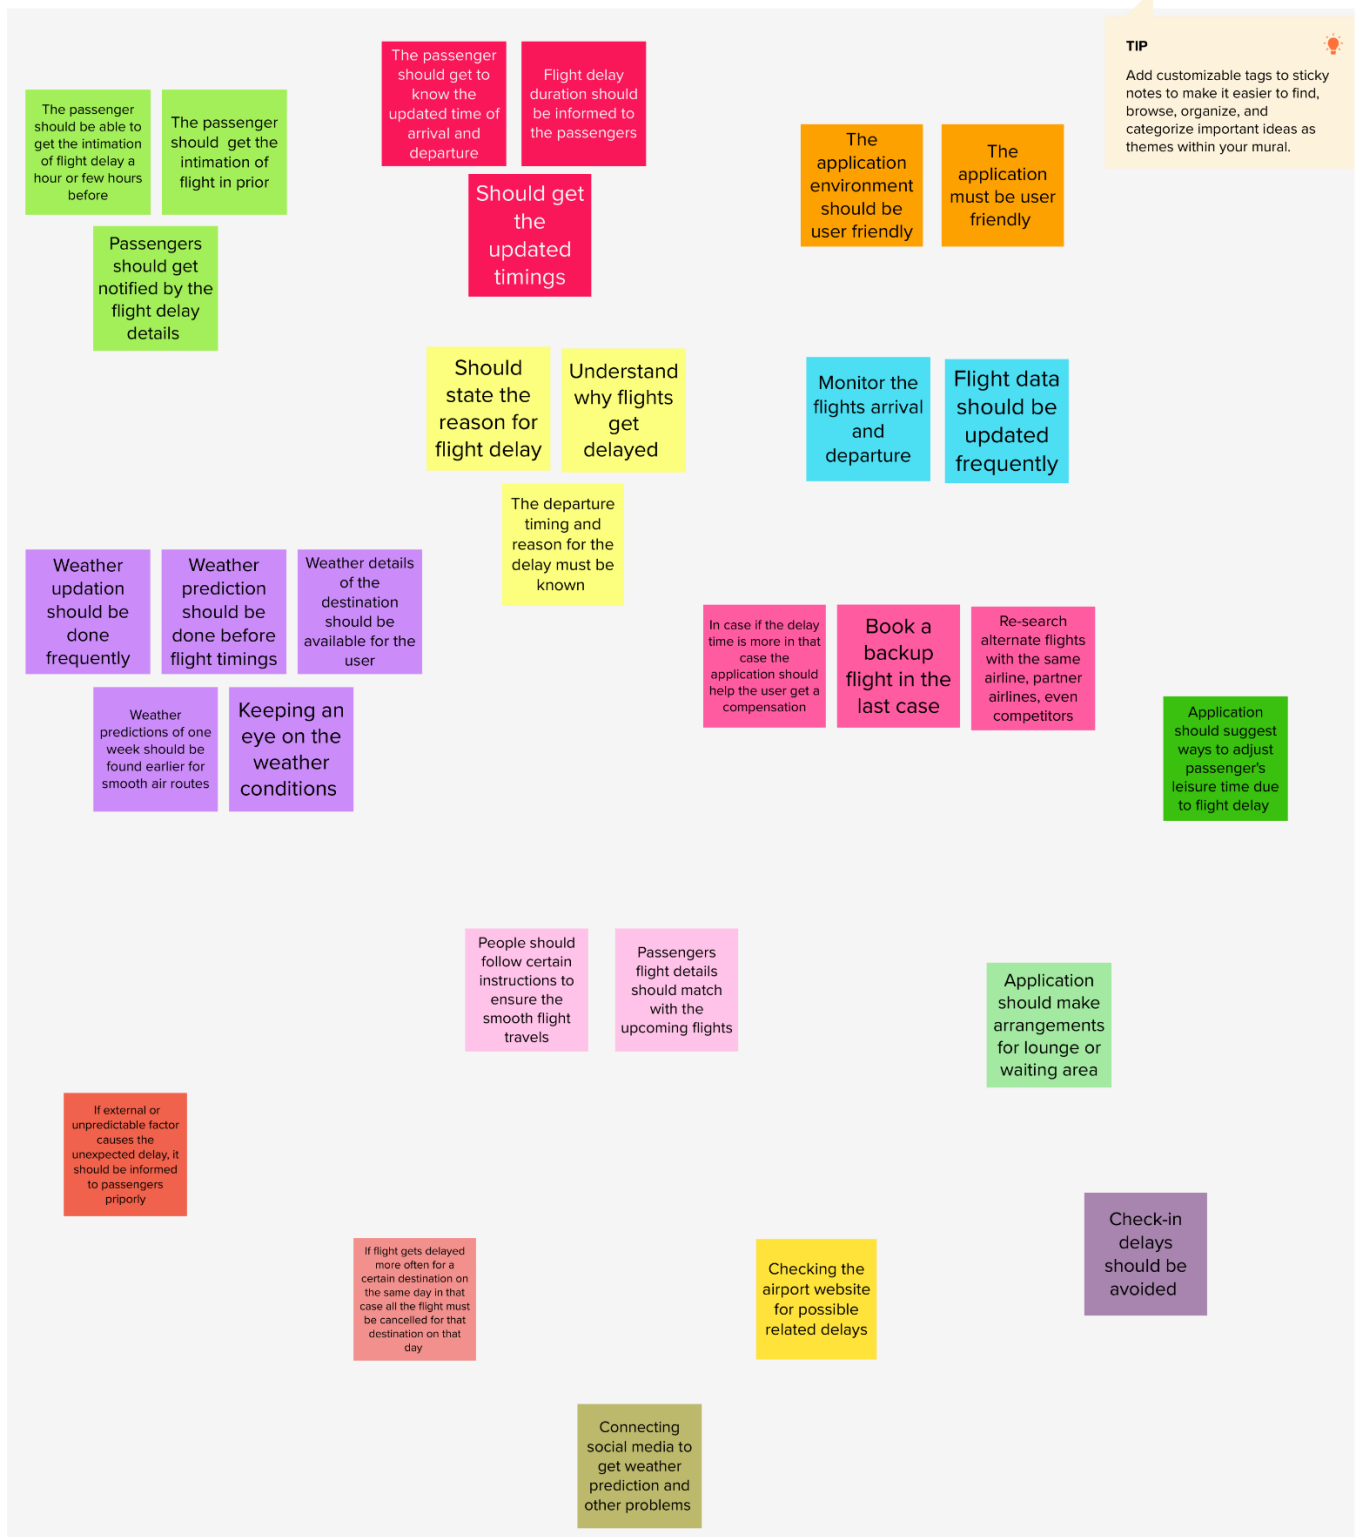 The passenger
should be able to
get the intimation
of flight delay a
hour or few hours
before
The passenger
should  get the
intimation of
flight in prior
Passengers
should get
notified by the
flight delay
details
The passenger
should get to
know the
updated time of
arrival and
departure
Flight delay
duration should
be informed to
the passengers
Should get
the
updated
timings
The
application
environment
should be
user friendly
The
application
must be user
friendly
TIP
Add customizable tags to sticky
notes to make it easier to find,
browse, organize, and
categorize important ideas as
themes within your mural.
Should
state the
reason for
flight delay
Understand
why flights
get
delayed
The departure
timing and
reason for the
delay must be
known
Monitor the
flights arrival
and
departure
Flight data
should be
updated
frequently
Weather
updation
should be
done
frequently
Weather
prediction
should be
done before
flight timings
Weather details
of the
destination
should be
available for the
user
Weather
predictions of one
week should be
found earlier for
smooth air routes
Keeping an
eye on the
weather
conditions
In case if the delay
time is more in that
case the
application should
help the user get a
compensation
Book a
backup
flight in the
last case
Re-search
alternate flights
with the same
airline, partner
airlines, even
competitors
Application
should suggest
ways to adjust
passenger's
leisure time due
to flight delay
People should
follow certain
instructions to
ensure the
smooth flight
travels
Passengers
flight details
should match
with the
upcoming flights
Application
should make
arrangements
for lounge or
waiting area
If external or
unpredictable factor
causes the
unexpected delay, it
should be informed
to passengers
priporly
If flight gets delayed
more often for a
certain destination on
the same day in that
case all the flight must
be cancelled for that
destination on that
day
Checking the
airport website
for possible
related delays
Check-in
delays
should be
avoided
Connecting
social media to
get weather
prediction and
other problems